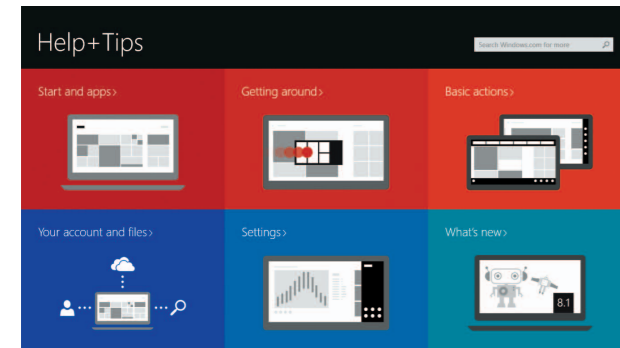 Help+Tips
Search Windows.com for more
Start and apps>
Getting around>
Basic actions>
Your account and files>
Settings>
What's new>
8.1